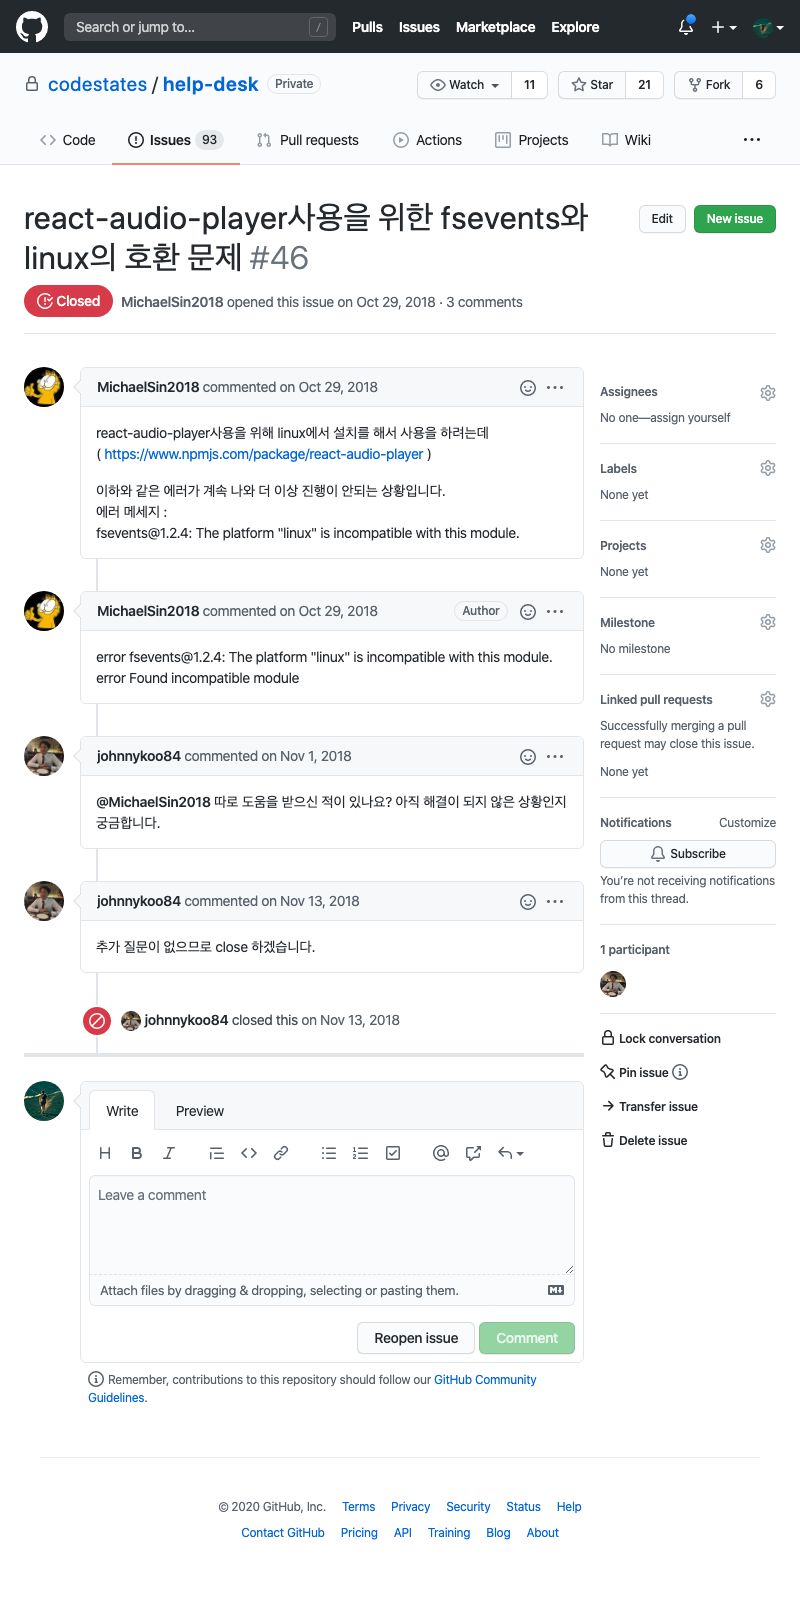 Search or jump to...
/
Pulls Issues Marketplace Explore
codestates / help-desk Private
Watch 11 Star 21 Fork 6
Code Issues 93 Pull requests Actions Projects Wiki
react-audio-player사용을 위한 fsevents와
linux의 호환 문제 #46
Edit New issue
Closed MichaelSin2018 opened this issue on Oct 29, 2018 · 3 comments
MichaelSin2018 commented on Oct 29, 2018
react-audio-player사용을 위해 linux에서 설치를 해서 사용을 하려는데
( https://www.npmjs.com/package/react-audio-player )
이하와 같은 에러가 계속 나와 더 이상 진행이 안되는 상황입니다.
에러 메세지 :
fsevents@1.2.4: The platform "linux" is incompatible with this module.
MichaelSin2018 commented on Oct 29, 2018 Author
error fsevents@1.2.4: The platform "linux" is incompatible with this module.
error Found incompatible module
johnnykoo84 commented on Nov 1, 2018
@MichaelSin2018 따로 도움을 받으신 적이 있나요? 아직 해결이 되지 않은 상황인지
궁금합니다.
johnnykoo84 commented on Nov 13, 2018
추가 질문이 없으므로 close 하겠습니다.
johnnykoo84 closed this on Nov 13, 2018
Assignees
No one—assign yourself
Labels
None yet
Projects
None yet
Milestone
No milestone
Linked pull requests
Successfully merging a pull
request may close this issue.
None yet
Notifications Customize
Subscribe
You're not receiving notifications
from this thread.
1 participant
Lock conversation
Pin issue
Transfer issue
Delete issue
Write Preview
H B I
Leave a comment
Attach files by dragging & dropping, selecting or pasting them.
Reopen issue Comment
Remember, contributions to this repository should follow our GitHub Community
Guidelines.
© 2020 GitHub, Inc. Terms Privacy Security Status Help
Contact GitHub Pricing API Training Blog About